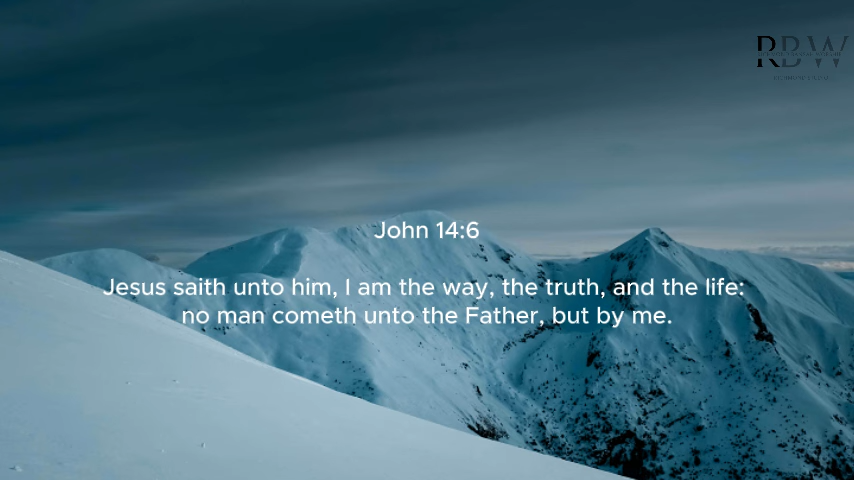 RBW
John 14:6
Jesus saith unto him, I am the way, the truth, and the life:
no man cometh unto the Father, but by me.